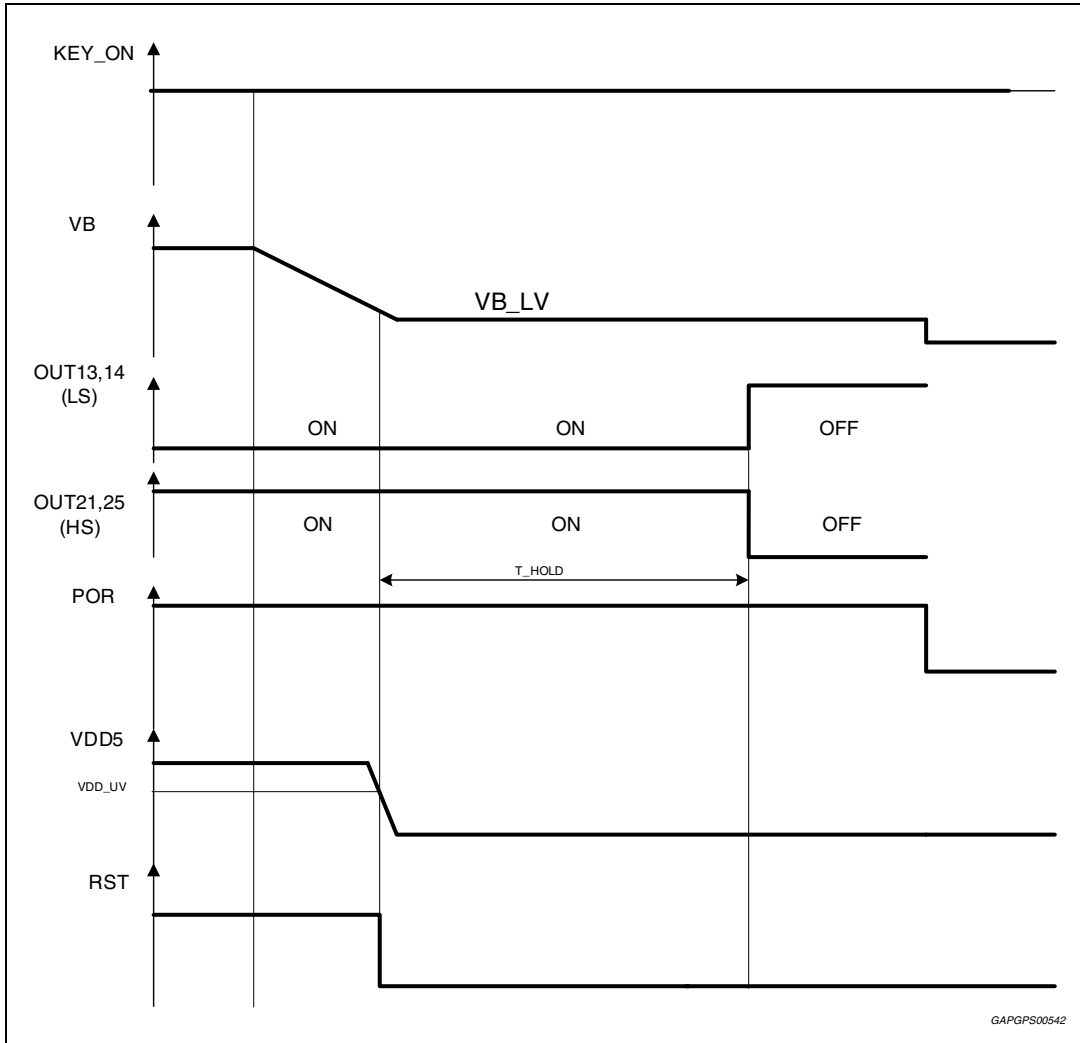 KEY_ON
VB
VB_LV
OUT13,14
(LS)
ON
ON
OFF
OUT21,25
(HS)
ON
ON
OFF
T_HOLD
POR
VDD5
VDD_UV
RST
GAPGPS00542